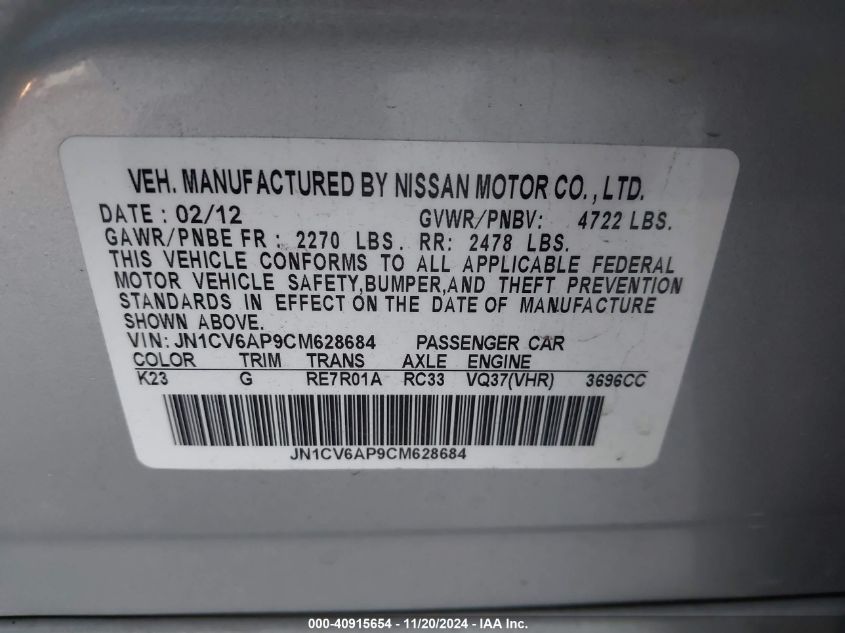 VEH. MANUFACTURED BY NISSAN MOTOR CO., LTD.
DATE : 02/12 GVWR/PNBV: 4722 LBS.
GAWR/PNBE FR : 2270 LBS. RR: 2478 LBS.
THIS VEHICLE CONFORMS TO ALL APPLICABLE FEDERAL
MOTOR VEHICLE SAFETY,BUMPER,AND THEFT PREVENTION
STANDARDS IN EFFECT ON THE DATE OF MANUFACTURE
SHOWN ABOVE.
VIN: JN1CV6AP9CM628684 PASSENGER CAR
COLOR TRIM TRANS AXLE ENGINE
K23 G RE7R01A RC33 VQ37(VHR) 3696CC
JN1CV6AP9CM628684
000-40915654 - 11/20/2024 - IAA Inc.